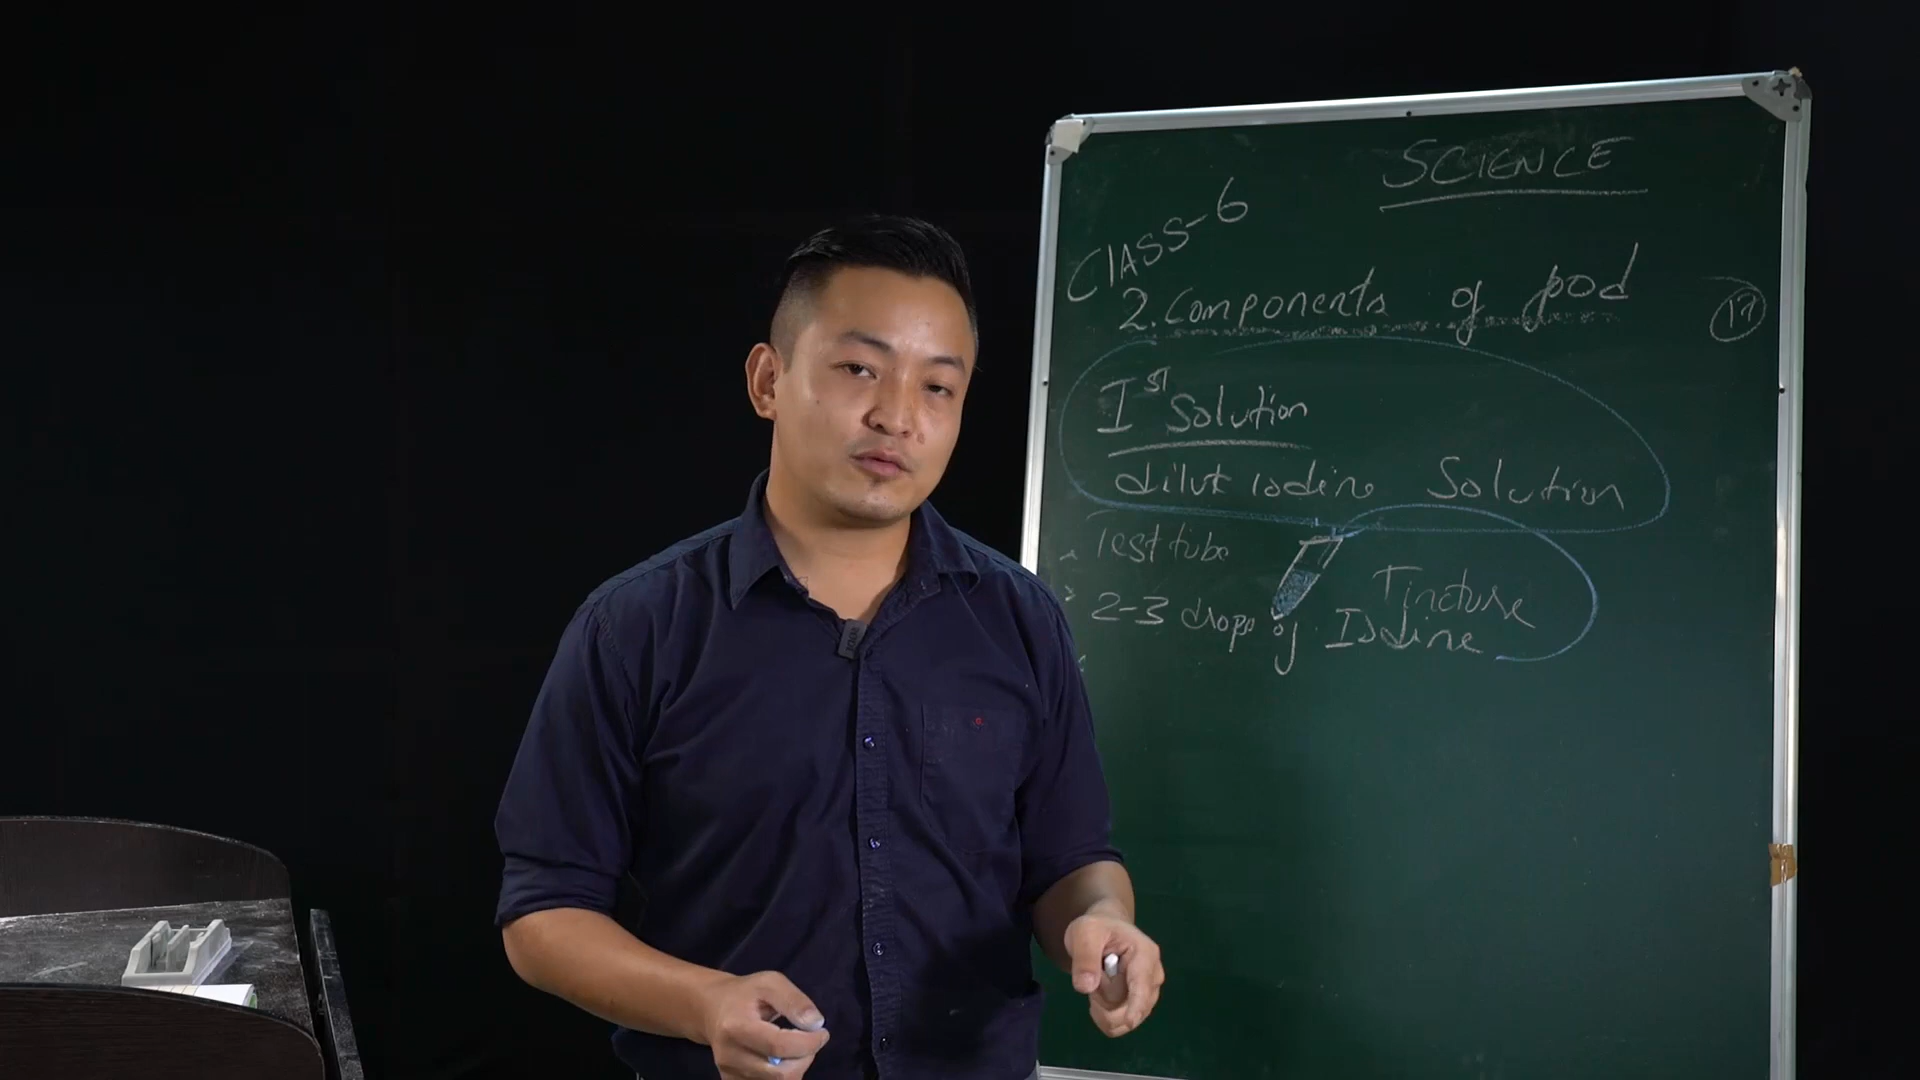 SCIENCE
ClASS-6
2. Components of food
17
Ist Solution
dilute iodine Solution
Test tube
2-3 drops of Tincture
Iodine